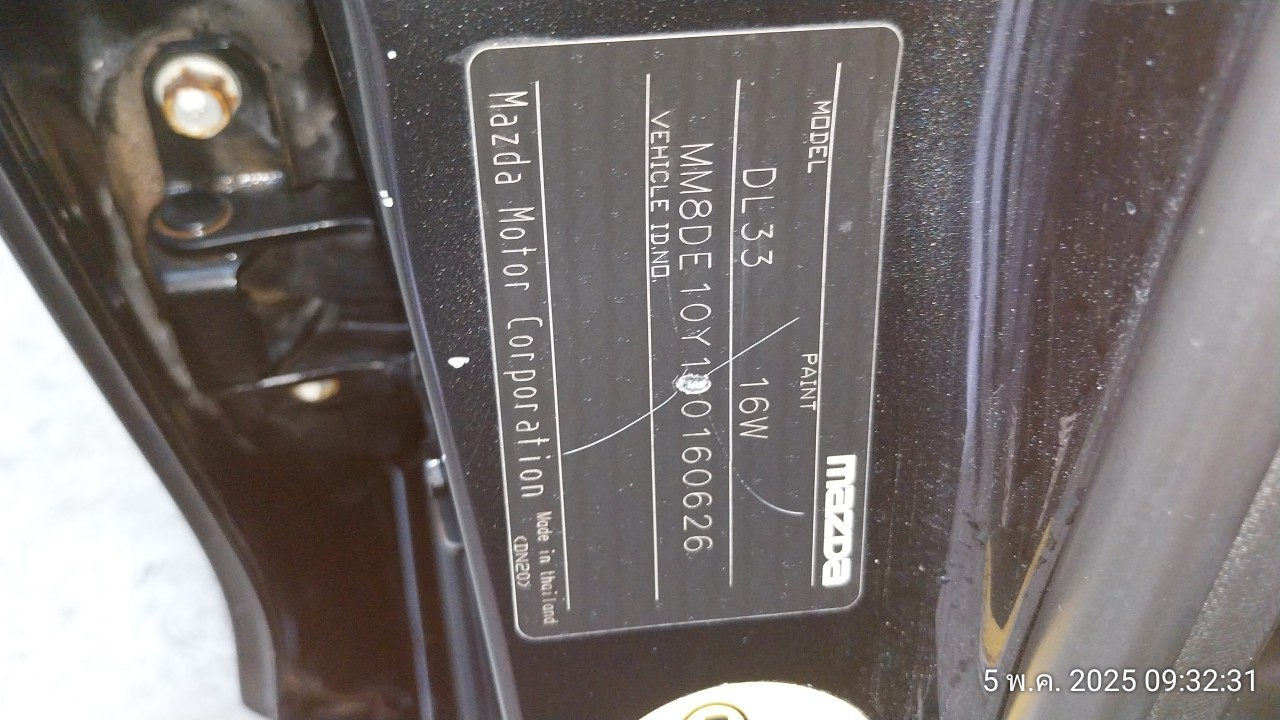 mazda
MODEL PAINT
DL33 16W
MM8DE10Y100160626
VEHICLE ID.NO.
Mazda Motor Corporation Made in thailand
<DN20>
5 พ.ค. 2025 09:32:31